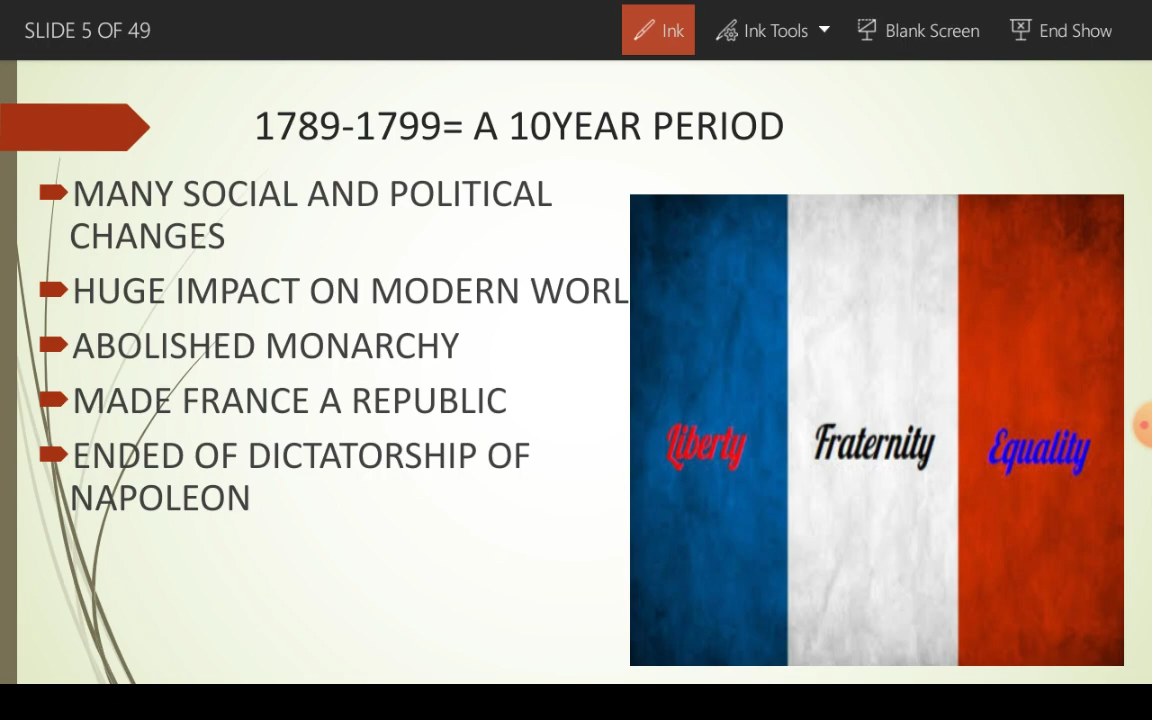 SLIDE 5 OF 49
Ink
Ink Tools
Blank Screen
End Show
1789-1799= A 10YEAR PERIOD
MANY SOCIAL AND POLITICAL
CHANGES
HUGE IMPACT ON MODERN WORL
ABOLISHED MONARCHY
MADE FRANCE A REPUBLIC
ENDED OF DICTATORSHIP OF
NAPOLEON
Liberty
Fraternity
Equality